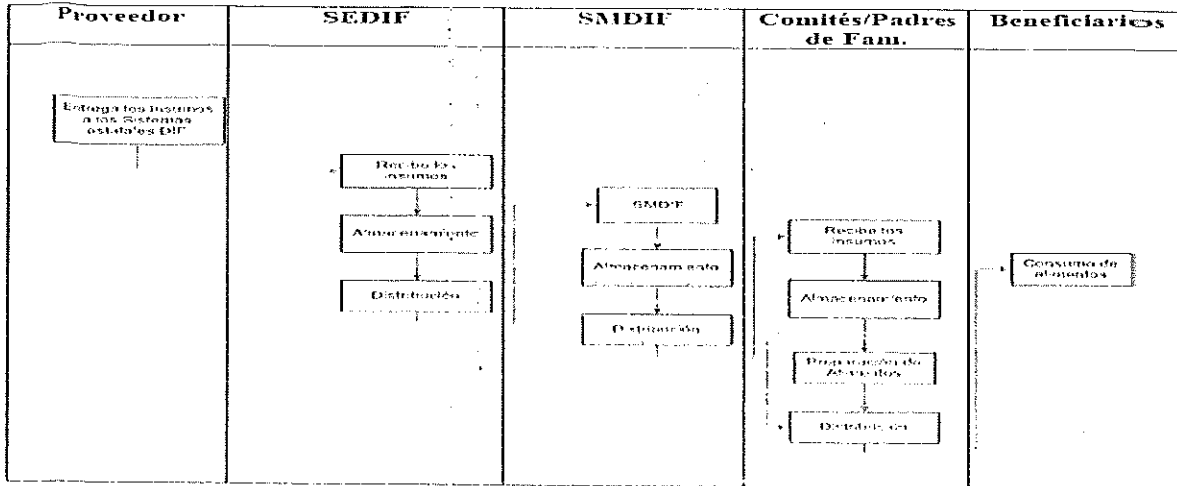 Proveedor
SEDIF
SMDIF
Comités/Padres
de Fam.
Beneficiarios
Entrega los Insumos
a los Sistemas
estatales DIF
Recibe los
Insumos
Almacenamiento
Distribución
SMDIF
Almacenamiento
Distribución
Recibe los
Insumos
Almacenamiento
Preparación de
Alimentos
Distribución
Consumo de
alimentos